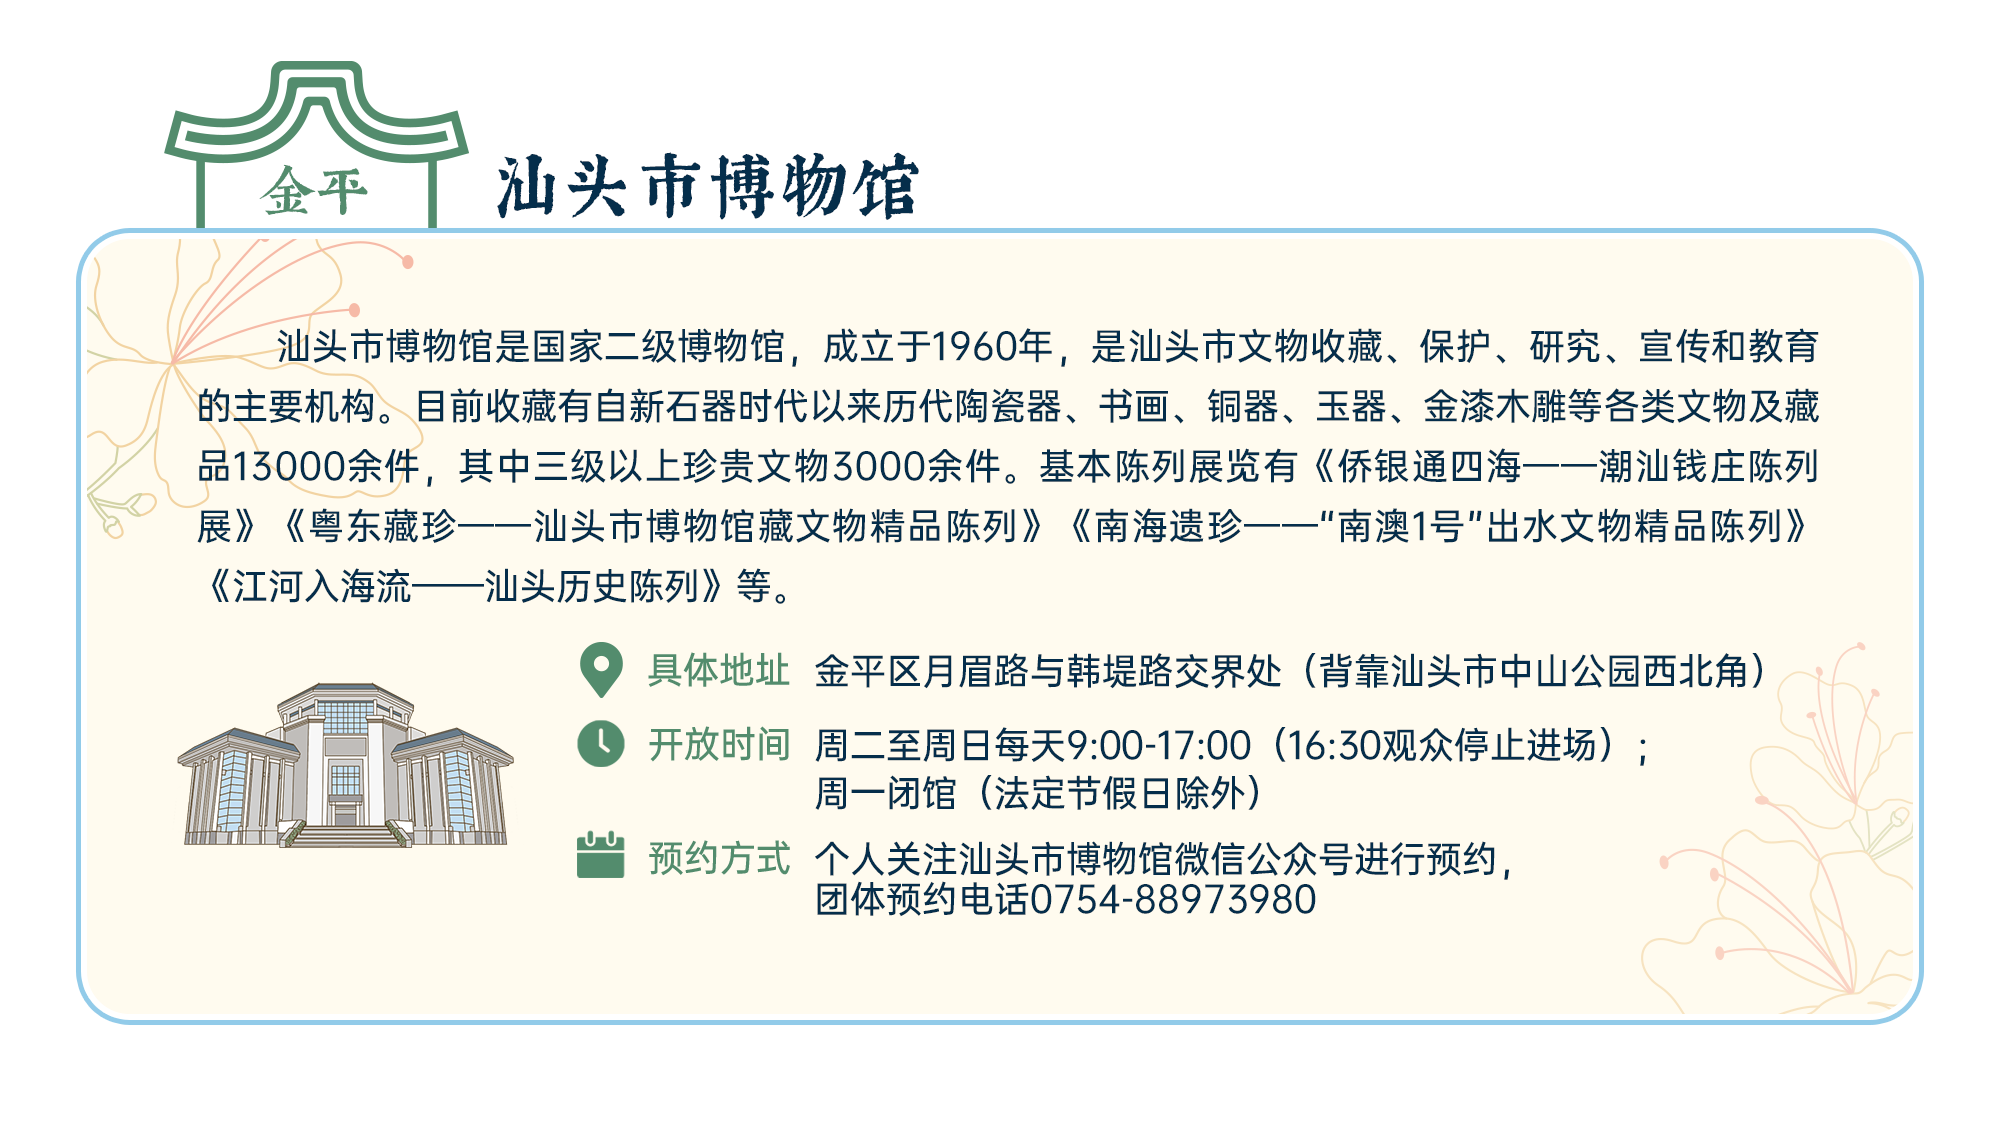 金平
汕头市博物馆
汕头市博物馆是国家二级博物馆，成立于1960年，是汕头市文物收藏、保护、研究、宣传和教育
的主要机构。目前收藏有自新石器时代以来历代陶瓷器、书画、铜器、玉器、金漆木雕等各类文物及藏
品13000余件，其中三级以上珍贵文物3000余件。基本陈列展览有《侨银通四海——潮汕钱庄陈列
展》《粤东藏珍——汕头市博物馆藏文物精品陈列》《南海遗珍——“南澳1号”出水文物精品陈列》
《江河入海流——汕头历史陈列》等。
具体地址 金平区月眉路与韩堤路交界处（背靠汕头市中山公园西北角）
开放时间 周二至周日每天9:00-17:00（16:30观众停止进场）；
周一闭馆（法定节假日除外）
预约方式 个人关注汕头市博物馆微信公众号进行预约，
团体预约电话0754-88973980